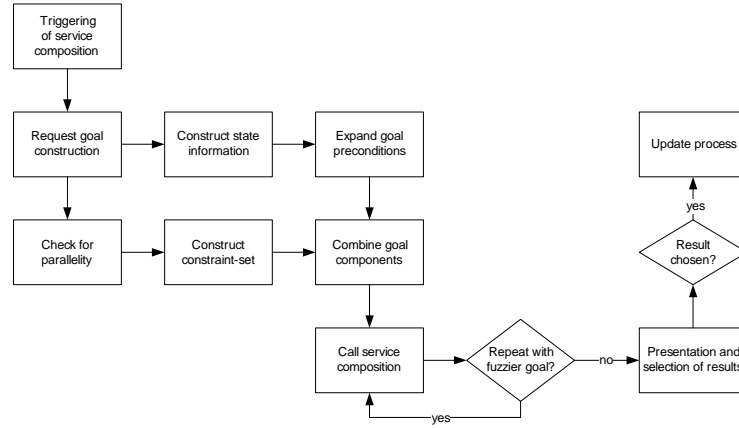 Triggering
of service
composition
Request goal
construction
Construct state
information
Expand goal
preconditions
Update process
yes
Check for
parallelity
Construct
constraint-set
Combine goal
components
Result
chosen?
Call service
composition
Repeat with
fuzzier goal?
no
Presentation and
selection of results
yes